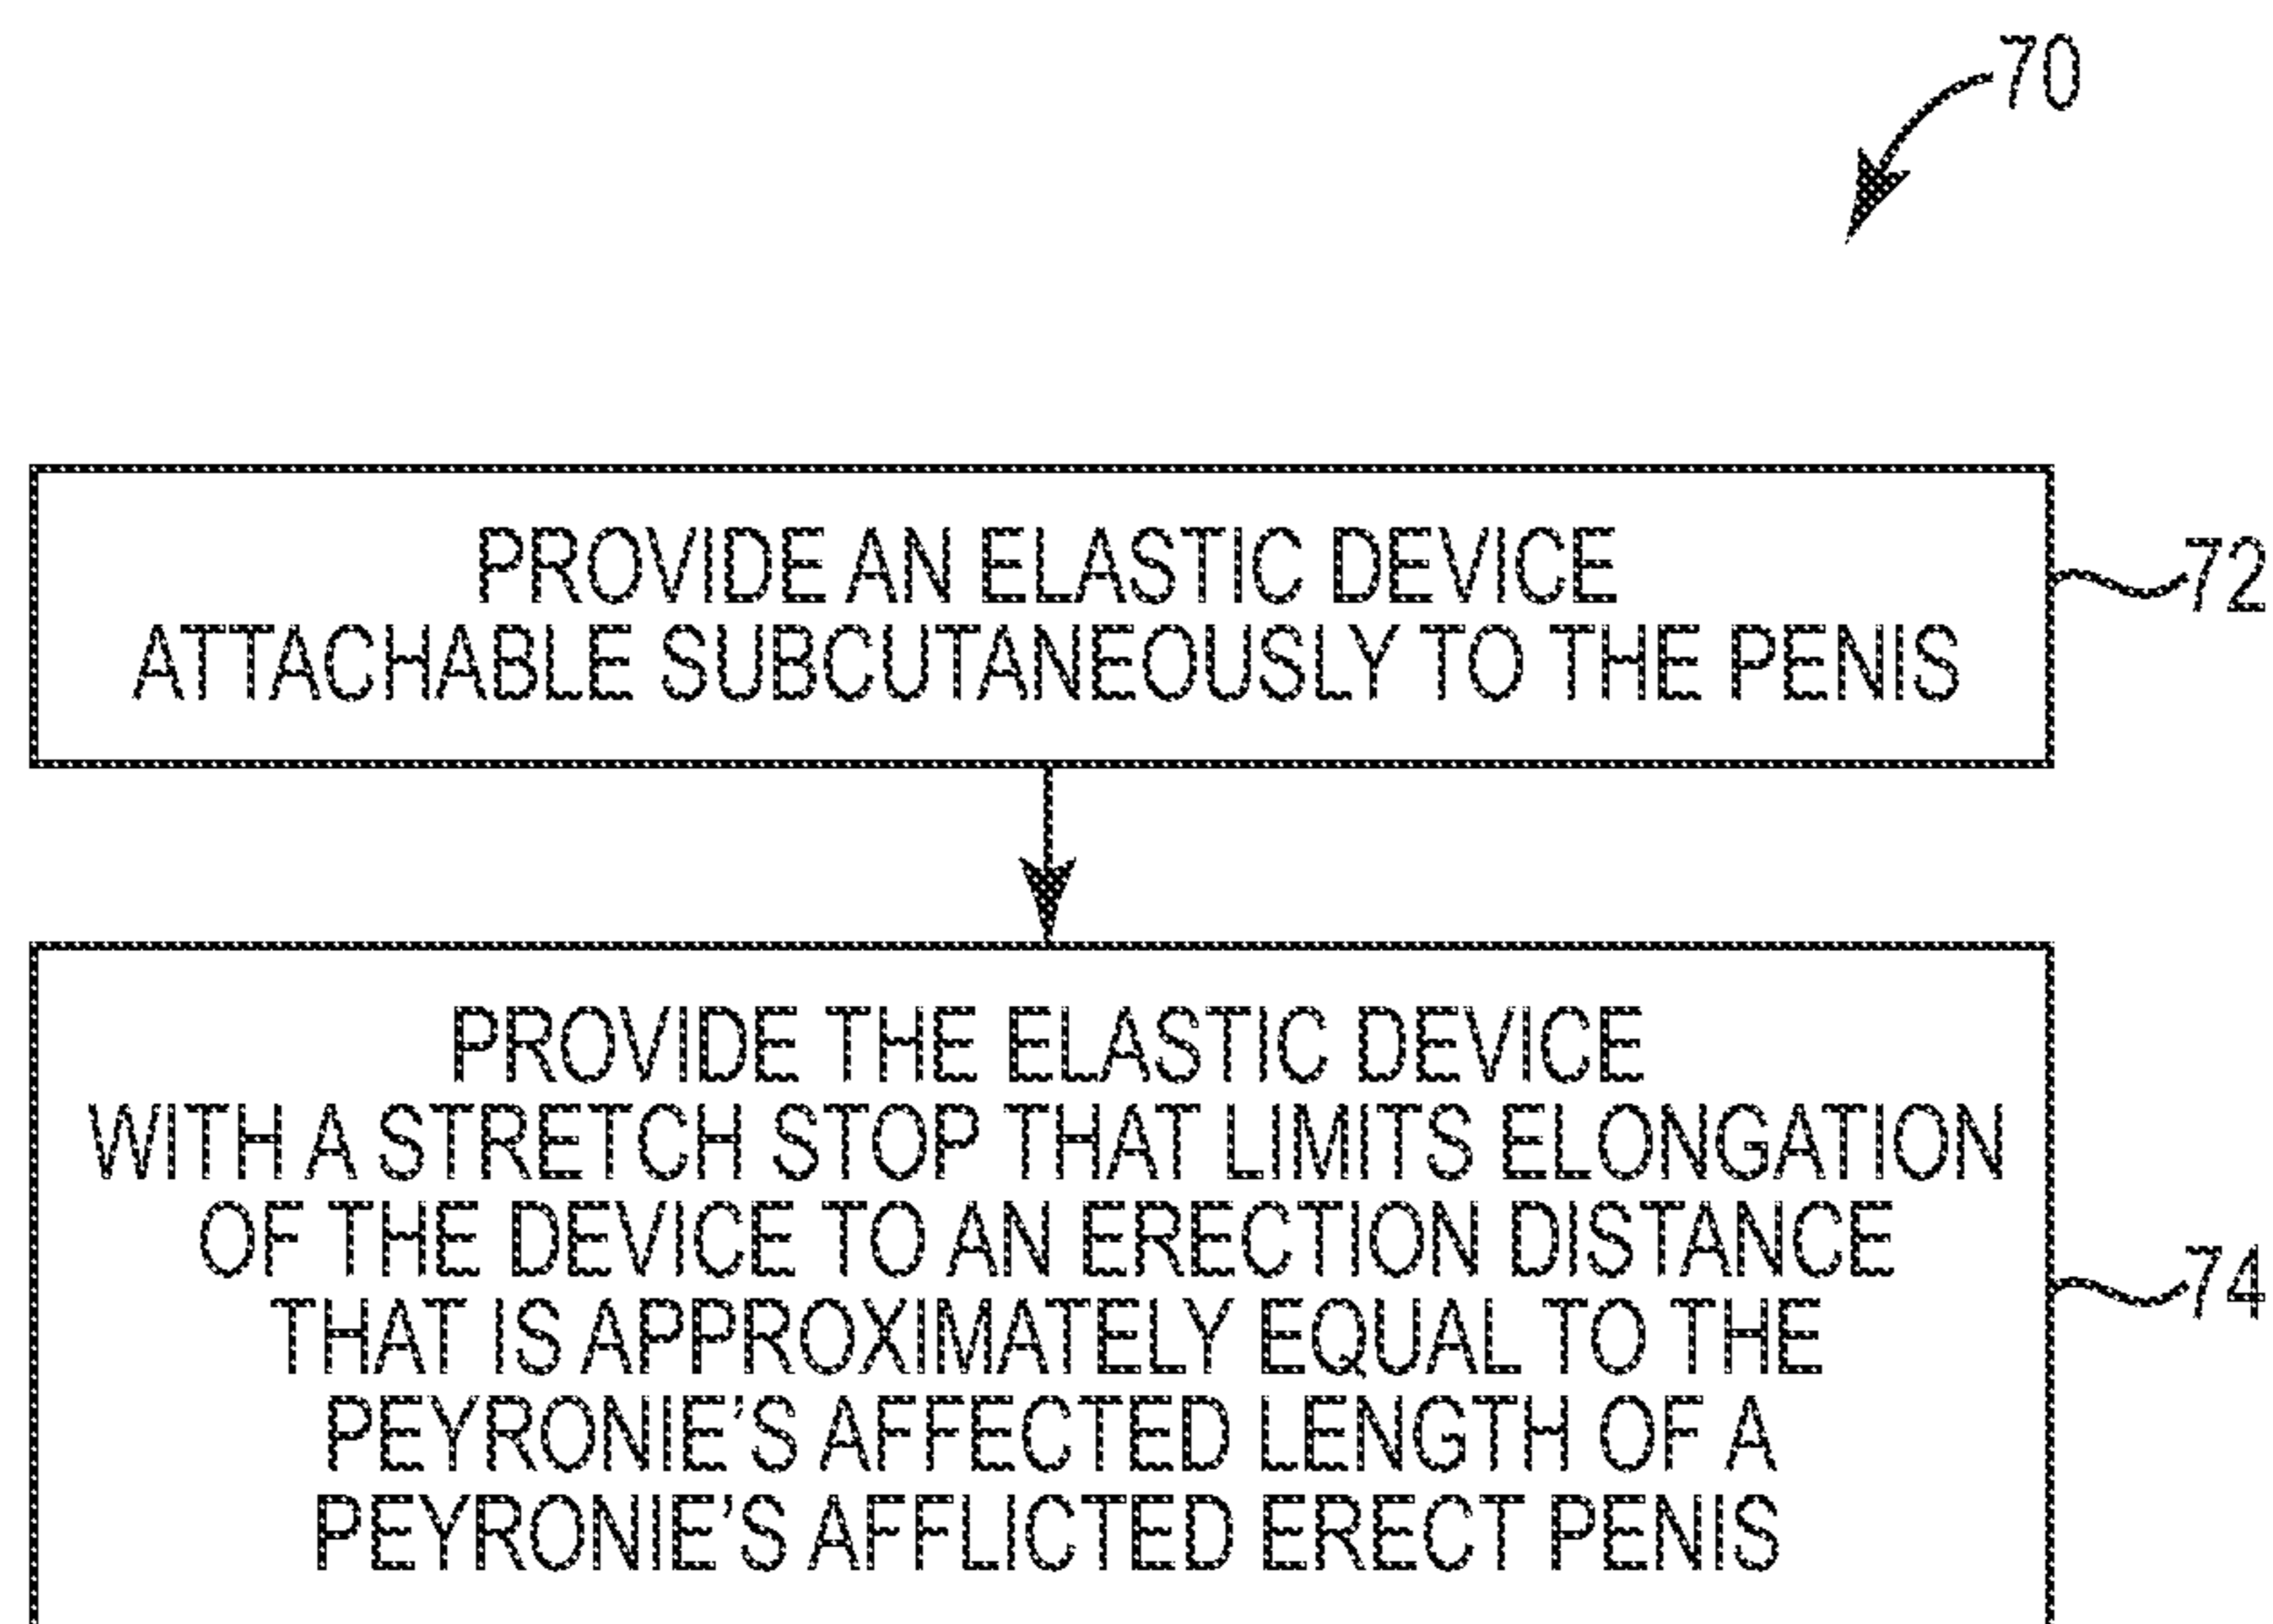 70
PROVIDE AN ELASTIC DEVICE
ATTACHABLE SUBCUTANEOUSLY TO THE PENIS
72
PROVIDE THE ELASTIC DEVICE
WITH A STRETCH STOP THAT LIMITS ELONGATION
OF THE DEVICE TO AN ERECTION DISTANCE
THAT IS APPROXIMATELY EQUAL TO THE
PEYRONIE'S AFFECTED LENGTH OF A
PEYRONIE'S AFFLICTED ERECT PENIS
74